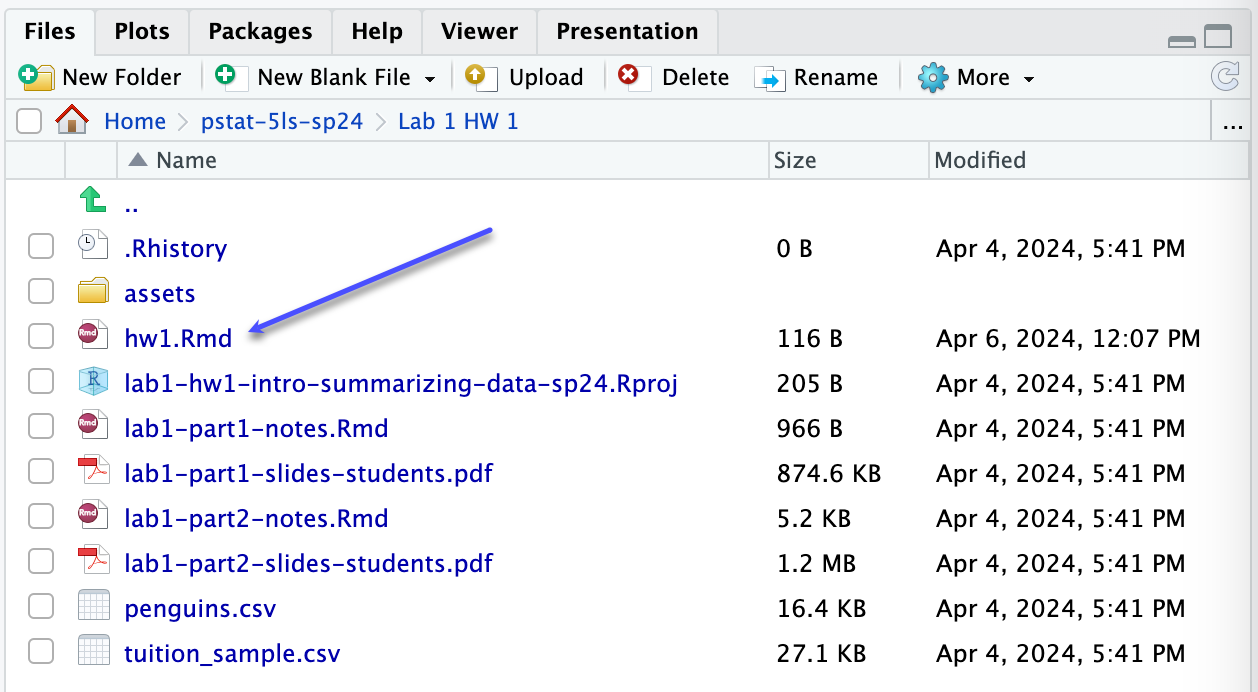 Files Plots Packages Help Viewer Presentation
New Folder New Blank File Upload Delete Rename More
Home pstat-5ls-sp24 Lab 1 HW 1 ...
Name Size Modified
..
.Rhistory 0 B Apr 4, 2024, 5:41 PM
assets
Rmd hw1.Rmd 116 B Apr 6, 2024, 12:07 PM
R lab1-hw1-intro-summarizing-data-sp24.Rproj 205 B Apr 4, 2024, 5:41 PM
Rmd lab1-part1-notes.Rmd 966 B Apr 4, 2024, 5:41 PM
lab1-part1-slides-students.pdf 874.6 KB Apr 4, 2024, 5:41 PM
Rmd lab1-part2-notes.Rmd 5.2 KB Apr 4, 2024, 5:41 PM
lab1-part2-slides-students.pdf 1.2 MB Apr 4, 2024, 5:41 PM
penguins.csv 16.4 KB Apr 4, 2024, 5:41 PM
tuition_sample.csv 27.1 KB Apr 4, 2024, 5:41 PM